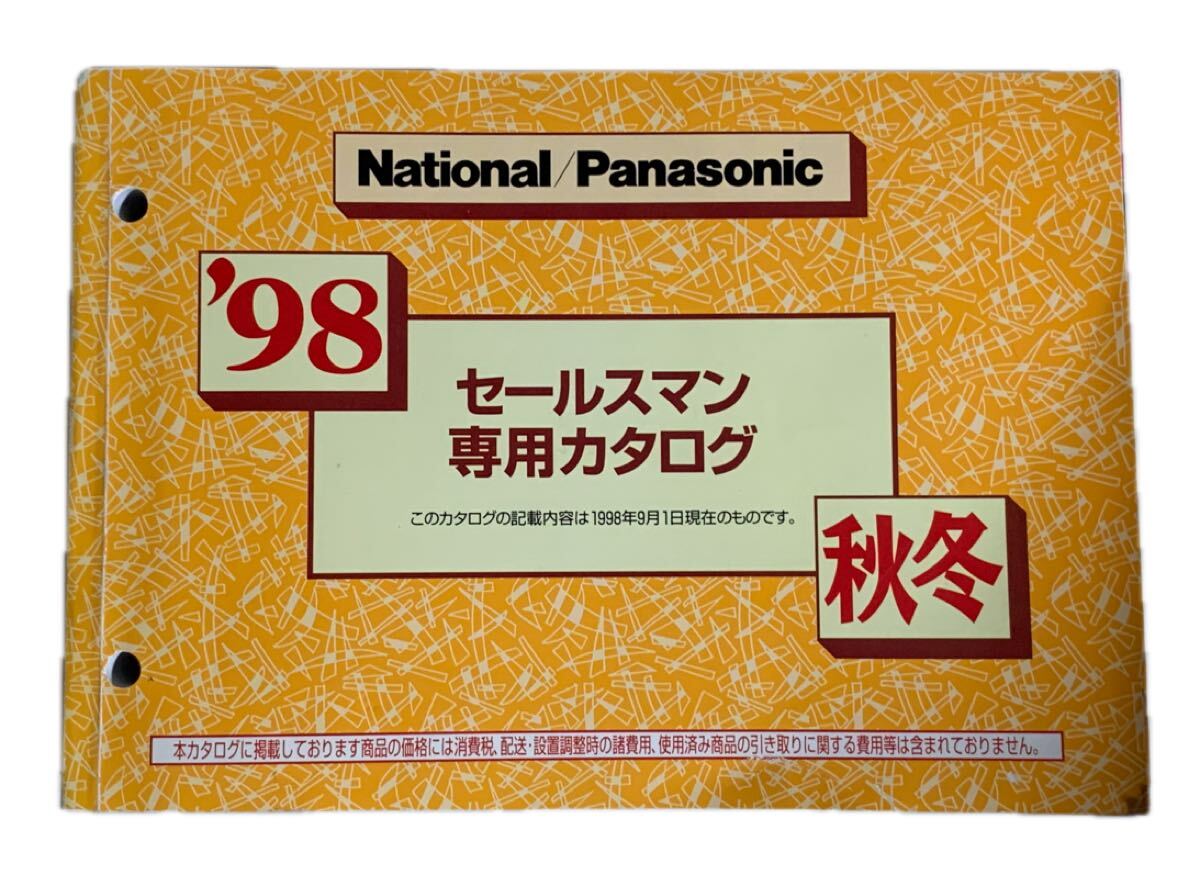 National/Panasonic
’98
セールスマン
専用カタログ
このカタログの記載内容は1998年9月1日現在のものです。
秋冬
本カタログに掲載しております商品の価格には消費税、配送・設置調整時の諸費用、使用済み商品の引き取りに関する費用等は含まれておりません。